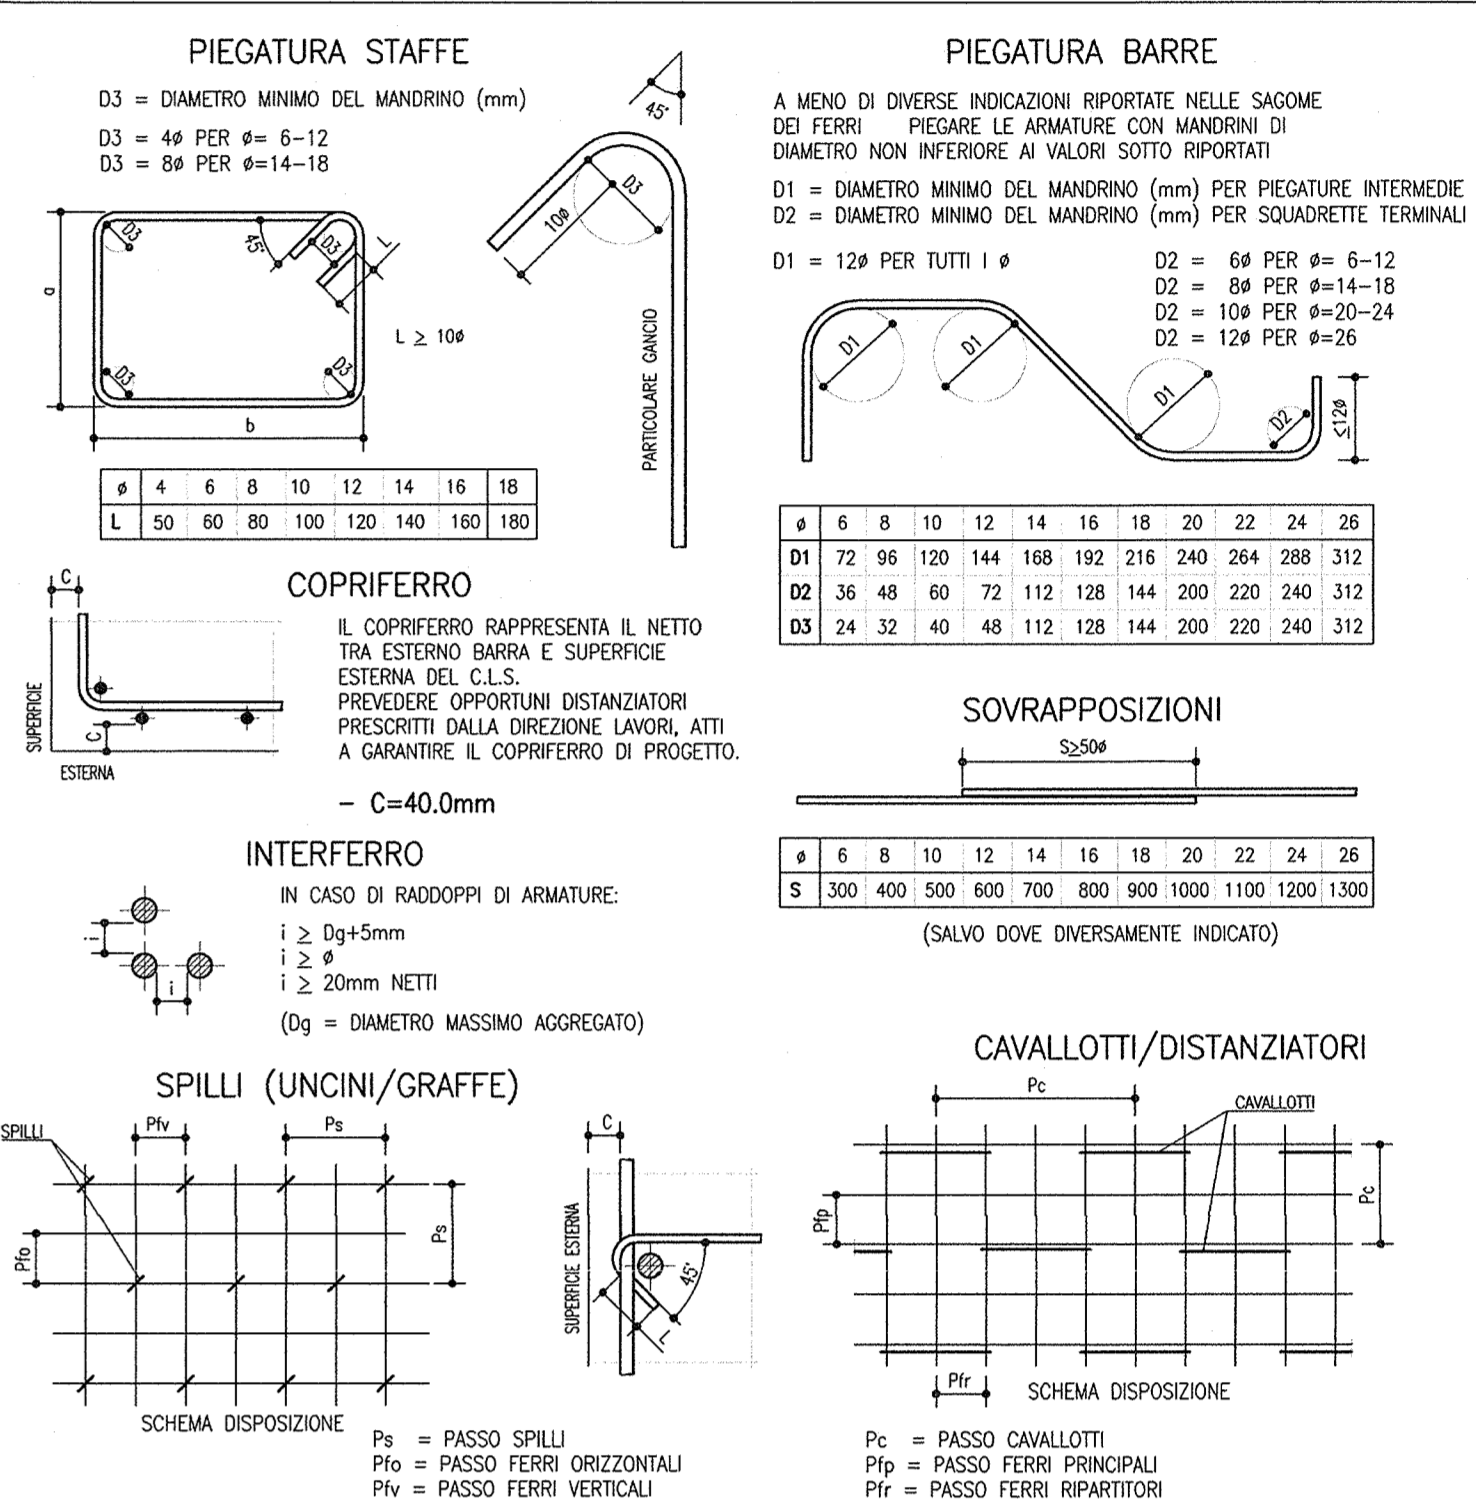 PIEGATURA STAFFE
D3 = DIAMETRO MINIMO DEL MANDRINO (mm)
D3 = 4ø PER ø= 6-12
D3 = 8ø PER ø=14-18
45°
D3
10ø
PARTICOLARE GANCIO
D3
45°
D3
L
a
L ≥ 10ø
D3
D3
b
ø 4 6 8 10 12 14 16 18
L 50 60 80 100 120 140 160 180
PIEGATURA BARRE
A MENO DI DIVERSE INDICAZIONI RIPORTATE NELLE SAGOME
DEI FERRI PIEGARE LE ARMATURE CON MANDRINI DI
DIAMETRO NON INFERIORE AI VALORI SOTTO RIPORTATI
D1 = DIAMETRO MINIMO DEL MANDRINO (mm) PER PIEGATURE INTERMEDIE
D2 = DIAMETRO MINIMO DEL MANDRINO (mm) PER SQUADRETTE TERMINALI
D1 = 12ø PER TUTTI I ø
D2 = 6ø PER ø= 6-12
D2 = 8ø PER ø=14-18
D2 = 10ø PER ø=20-24
D2 = 12ø PER ø=26
D1
D1
D1
D2
≤12ø
ø 6 8 10 12 14 16 18 20 22 24 26
D1 72 96 120 144 168 192 216 240 264 288 312
D2 36 48 60 72 112 128 144 200 220 240 312
D3 24 32 40 48 112 128 144 200 220 240 312
COPRIFERRO
C
SUPERFICIE
C
ESTERNA
IL COPRIFERRO RAPPRESENTA IL NETTO
TRA ESTERNO BARRA E SUPERFICIE
ESTERNA DEL C.L.S.
PREVEDERE OPPORTUNI DISTANZIATORI
PRESCRITTI DALLA DIREZIONE LAVORI, ATTI
A GARANTIRE IL COPRIFERRO DI PROGETTO.
- C=40.0mm
SOVRAPPOSIZIONI
S≥50ø
ø 6 8 10 12 14 16 18 20 22 24 26
S 300 400 500 600 700 800 900 1000 1100 1200 1300
(SALVO DOVE DIVERSAMENTE INDICATO)
INTERFERRO
i
i
IN CASO DI RADDOPPI DI ARMATURE:
i ≥ Dg+5mm
i ≥ ø
i ≥ 20mm NETTI
(Dg = DIAMETRO MASSIMO AGGREGATO)
SPILLI (UNCINI/GRAFFE)
SPILLI
Pfv
Ps
Ps
Pfo
SCHEMA DISPOSIZIONE
C
SUPERFICIE ESTERNA
45°
L
Ps = PASSO SPILLI
Pfo = PASSO FERRI ORIZZONTALI
Pfv = PASSO FERRI VERTICALI
CAVALLOTTI/DISTANZIATORI
Pc
CAVALLOTTI
Pc
Pfp
Pfr
SCHEMA DISPOSIZIONE
Pc = PASSO CAVALLOTTI
Pfp = PASSO FERRI PRINCIPALI
Pfr = PASSO FERRI RIPARTITORI